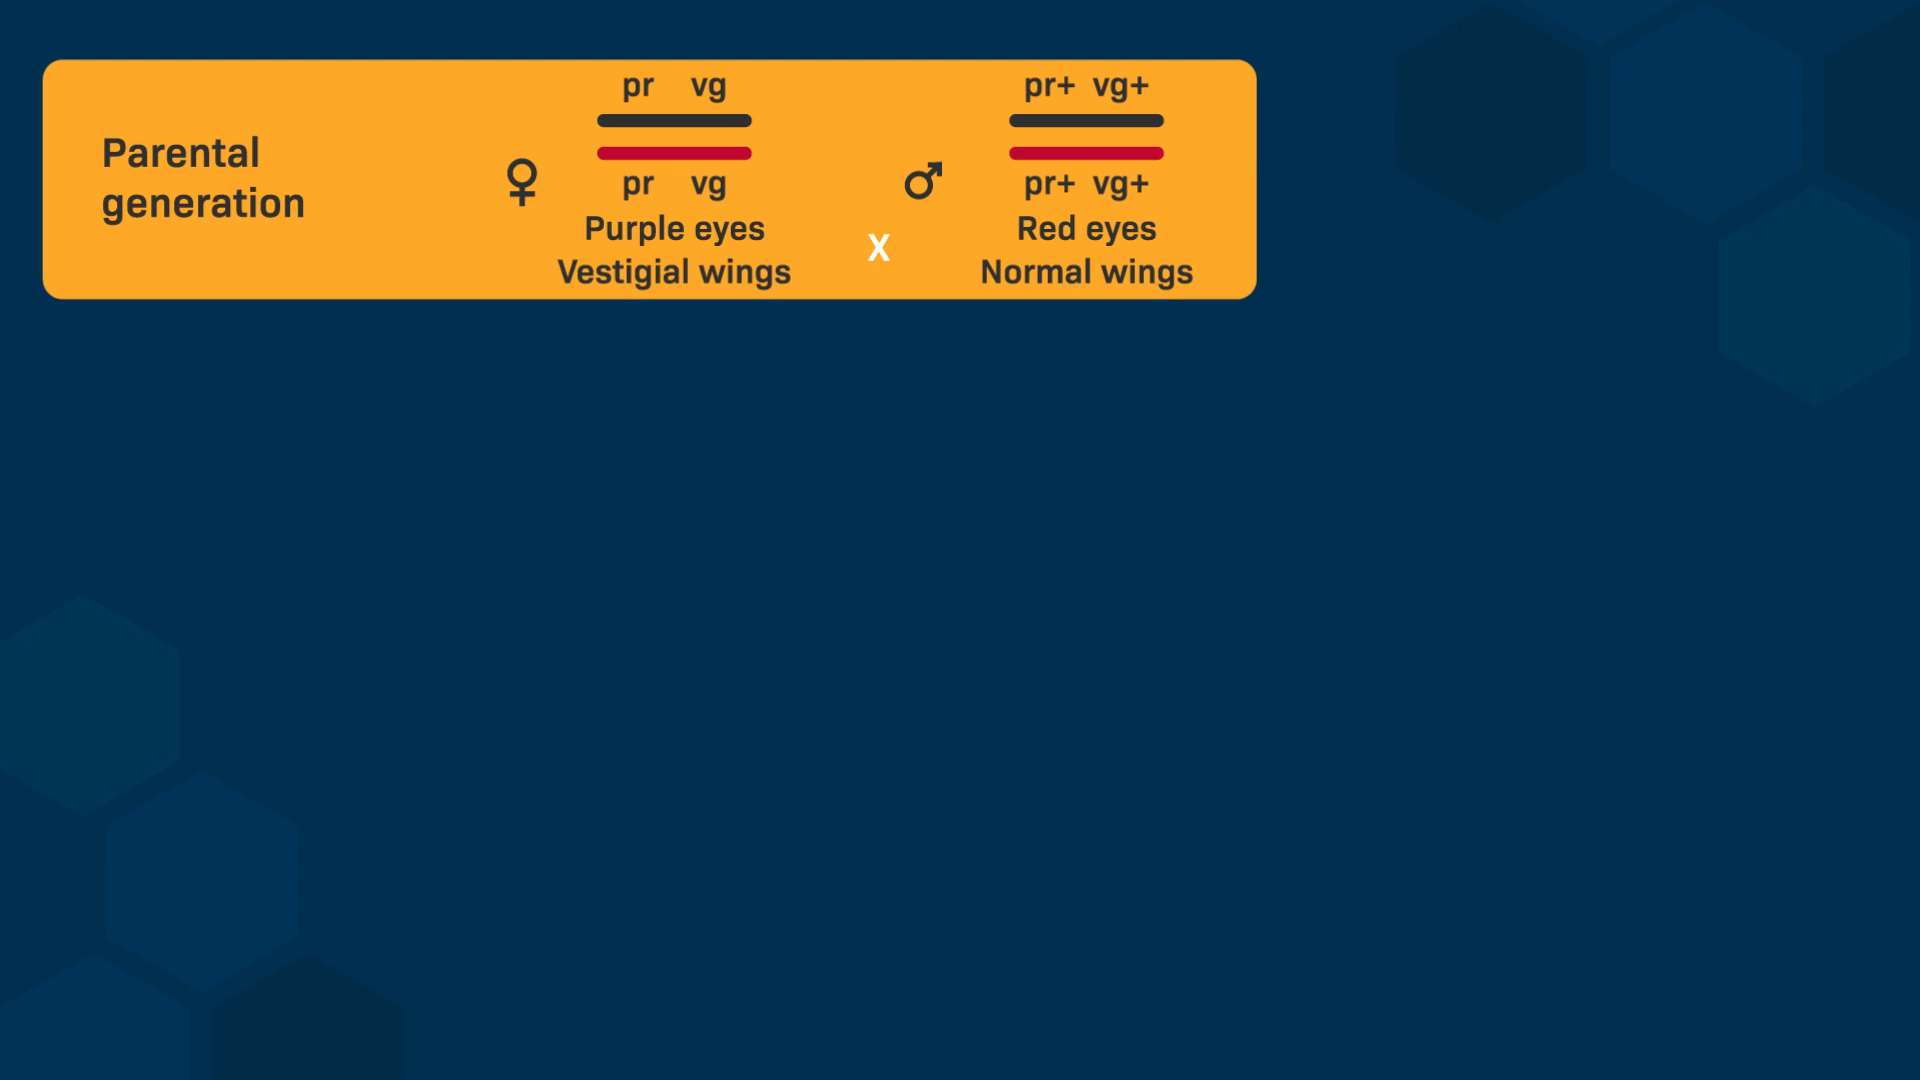 Parental
generation
♀
pr vg
pr vg
Purple eyes
Vestigial wings
x
♂
pr+ vg+
pr+ vg+
Red eyes
Normal wings